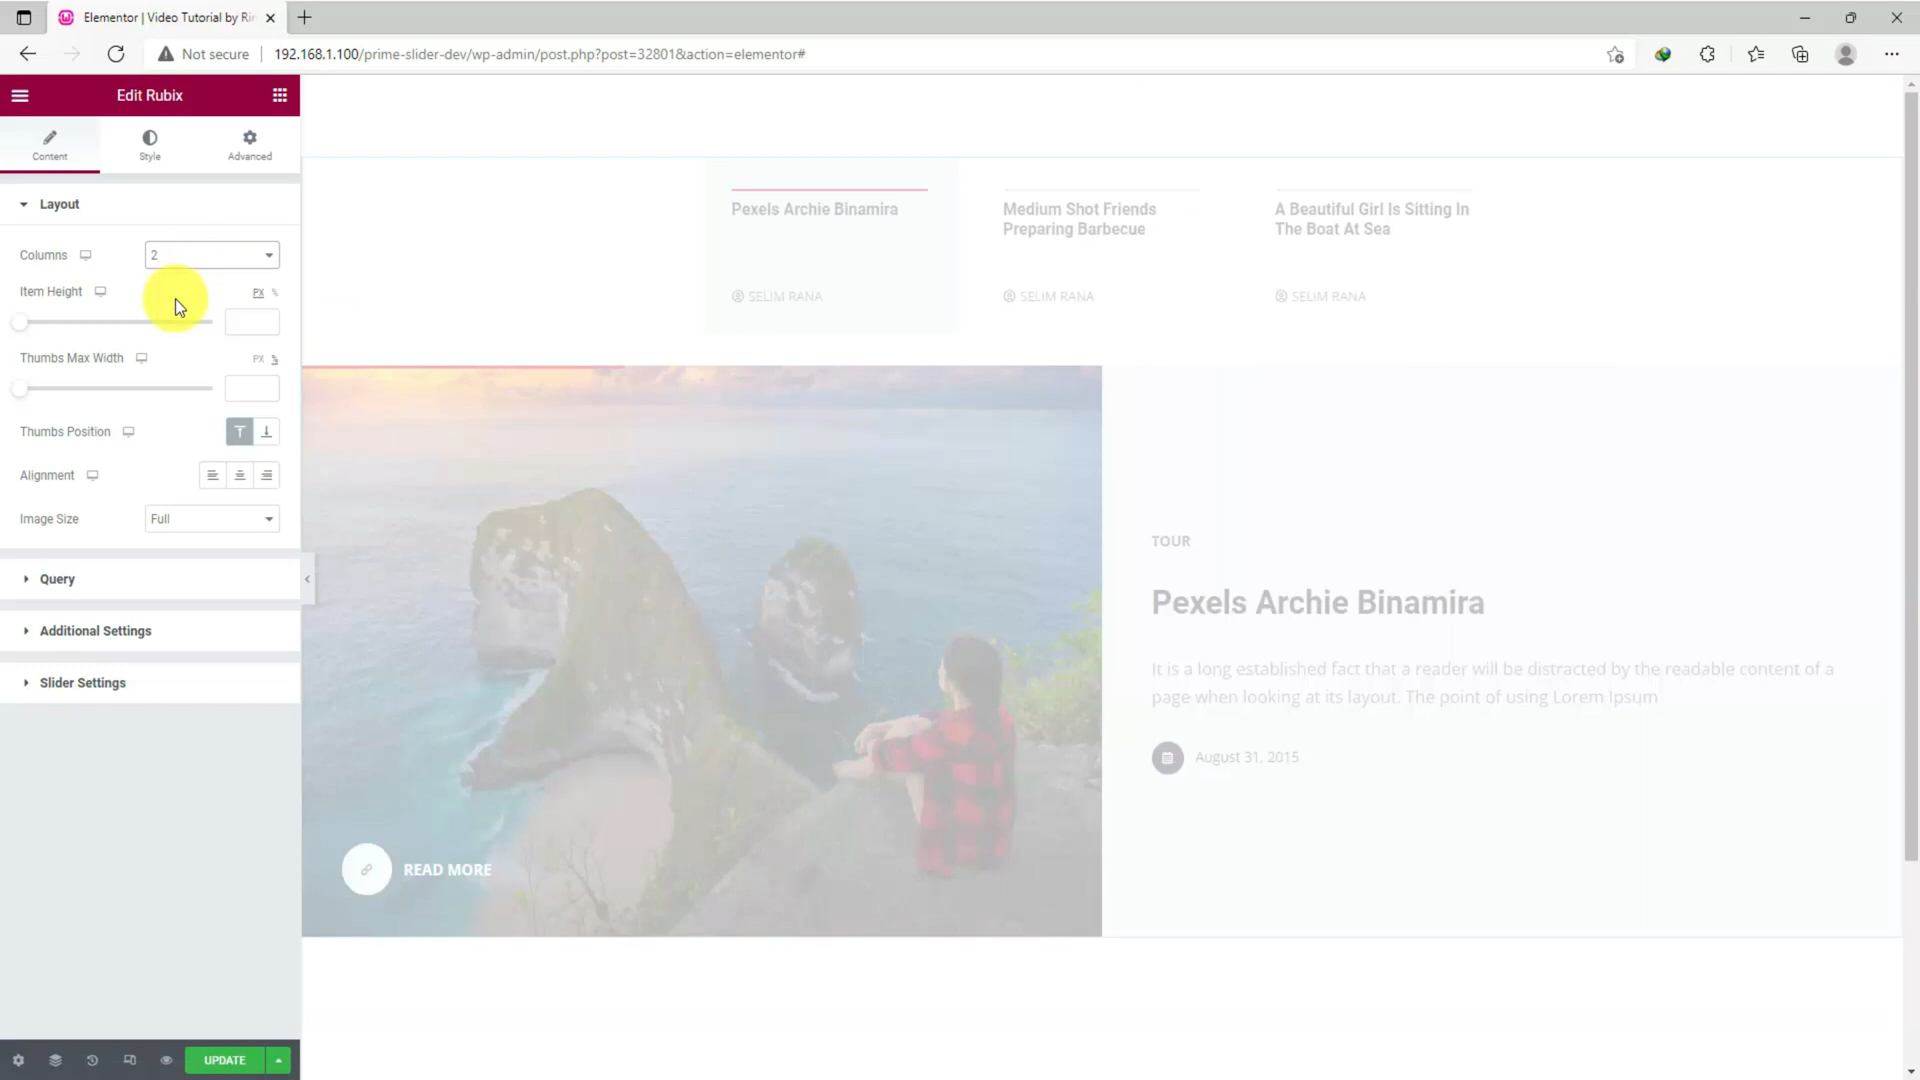 Elementor | Video Tutorial by Rin
Not secure
192.168.1.100/prime-slider-dev/wp-admin/post.php?post=32801&action=elementor#
Edit Rubix
Content
Style
Advanced
Layout
Columns
2
Item Height
PX
%
Thumbs Max Width
PX
%
Thumbs Position
Alignment
Image Size
Full
Query
Additional Settings
Slider Settings
UPDATE
Pexels Archie Binamira
SELIM RANA
Medium Shot Friends
Preparing Barbecue
SELIM RANA
A Beautiful Girl Is Sitting In
The Boat At Sea
SELIM RANA
READ MORE
TOUR
Pexels Archie Binamira
It is a long established fact that a reader will be distracted by the readable content of a
page when looking at its layout. The point of using Lorem Ipsum
August 31, 2015